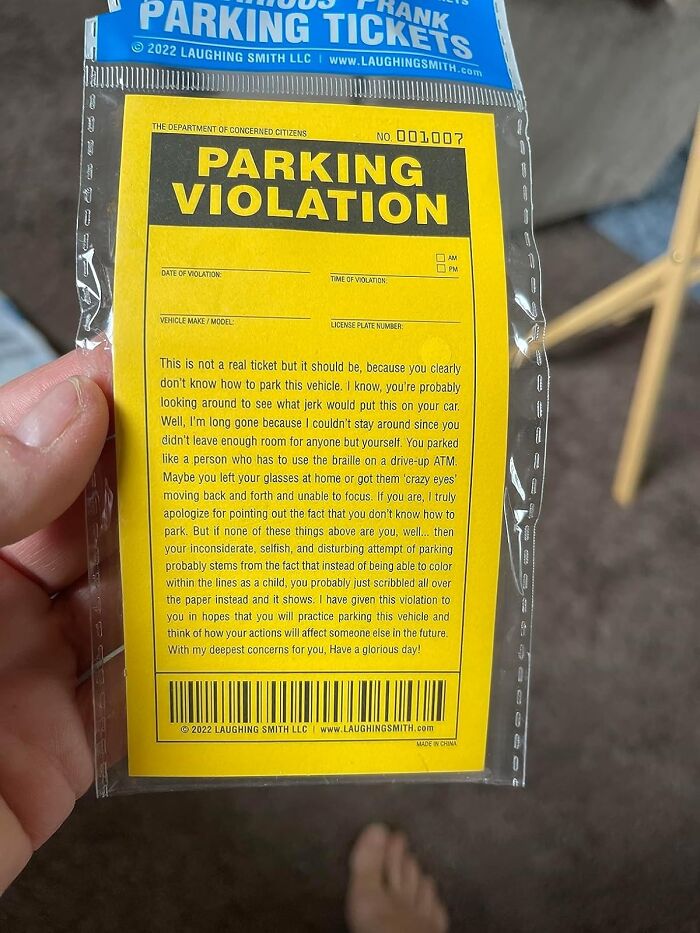 PRANK
PARKING TICKETS
© 2022 LAUGHING SMITH LLC | www.LAUGHINGSMITH.com
THE DEPARTMENT OF CONCERNED CITIZENS
NO. 001007
PARKING
VIOLATION
AM
PM
DATE OF VIOLATION:
TIME OF VIOLATION:
VEHICLE MAKE / MODEL:
LICENSE PLATE NUMBER:
This is not a real ticket but it should be, because you clearly
don't know how to park this vehicle. I know, you're probably
looking around to see what jerk would put this on your car.
Well, I'm long gone because I couldn't stay around since you
didn't leave enough room for anyone but yourself. You parked
like a person who has to use the braille on a drive-up ATM.
Maybe you left your glasses at home or got them 'crazy eyes'
moving back and forth and unable to focus. If you are, I truly
apologize for pointing out the fact that you don't know how to
park. But if none of these things above are you, well... then
your inconsiderate, selfish, and disturbing attempt of parking
probably stems from the fact that instead of being able to color
within the lines as a child, you probably just scribbled all over
the paper instead and it shows. I have given this violation to
you in hopes that you will practice parking this vehicle and
think of how your actions will affect someone else in the future.
With my deepest concerns for you, Have a glorious day!
© 2022 LAUGHING SMITH LLC | www.LAUGHINGSMITH.com
MADE IN CHINA